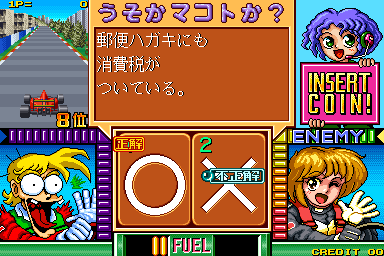 1P= 0
うそかマコトか?
郵便ハガキにも
消費税が
ついている。
8位
INSERT
COIN!
ENEMY
正解
2
不正解
FUEL
CREDIT 00